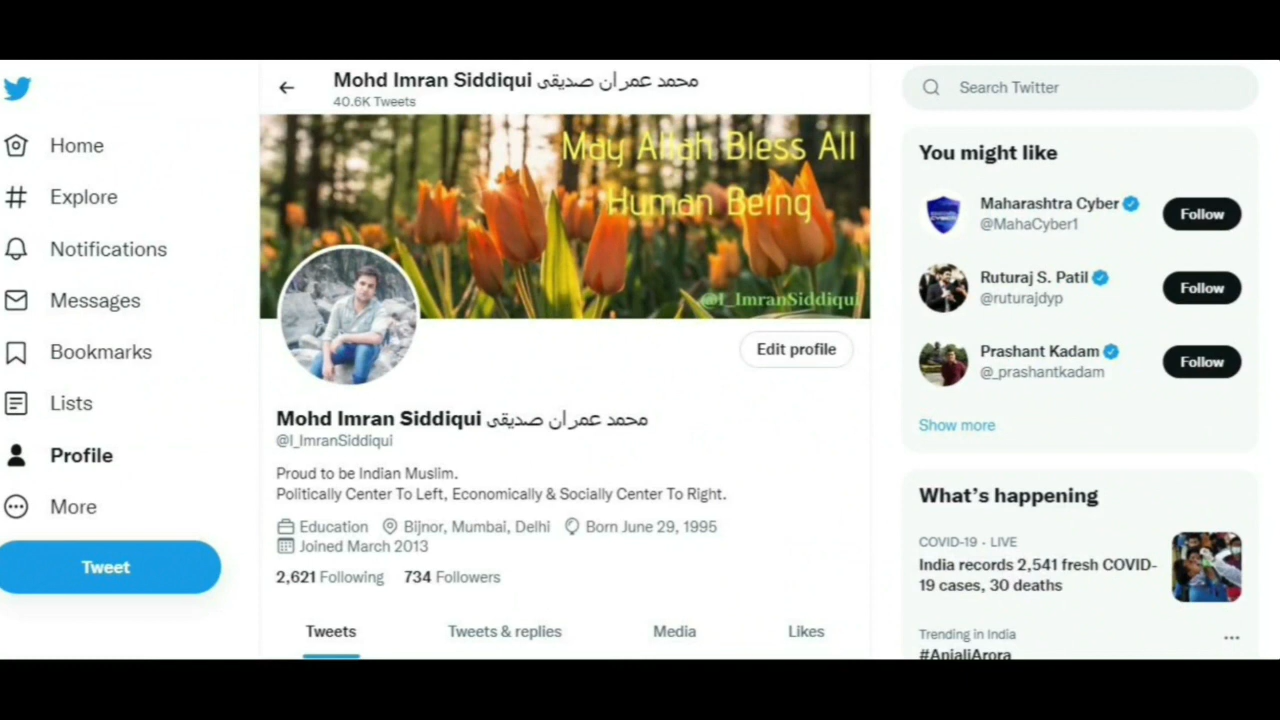 Home
Explore
Notifications
Messages
Bookmarks
Lists
Profile
More
Tweet
Mohd Imran Siddiqui محمد عمران صدیقی
40.6K Tweets
May Allah Bless All
Human Being
@I_ImranSiddiqui
Edit profile
Mohd Imran Siddiqui محمد عمران صدیقی
@I_ImranSiddiqui
Proud to be Indian Muslim.
Politically Center To Left, Economically & Socially Center To Right.
Education Bijnor, Mumbai, Delhi Born June 29, 1995
Joined March 2013
2,621 Following 734 Followers
Tweets Tweets & replies Media Likes
Search Twitter
You might like
Maharashtra Cyber
@MahaCyber1
Follow
Ruturaj S. Patil
@ruturajdyp
Follow
Prashant Kadam
@_prashantkadam
Follow
Show more
What's happening
COVID-19 · LIVE
India records 2,541 fresh COVID-
19 cases, 30 deaths
Trending in India
#AnjaliArora